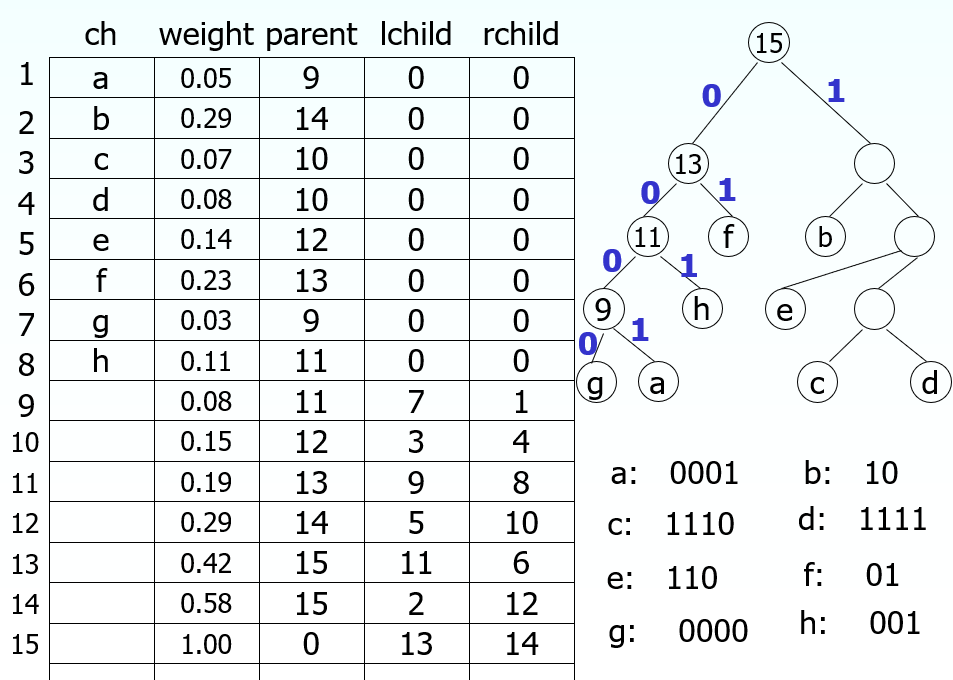 ch weight parent lchild rchild
1 a 0.05 9 0 0
2 b 0.29 14 0 0
3 c 0.07 10 0 0
4 d 0.08 10 0 0
5 e 0.14 12 0 0
6 f 0.23 13 0 0
7 g 0.03 9 0 0
8 h 0.11 11 0 0
9 0.08 11 7 1
10 0.15 12 3 4
11 0.19 13 9 8
12 0.29 14 5 10
13 0.42 15 11 6
14 0.58 15 2 12
15 1.00 0 13 14
15
0 1
13
0 1
11 f b
0 1
9 h e
0 1
g a c d
a: 0001 b: 10
c: 1110 d: 1111
e: 110 f: 01
g: 0000 h: 001